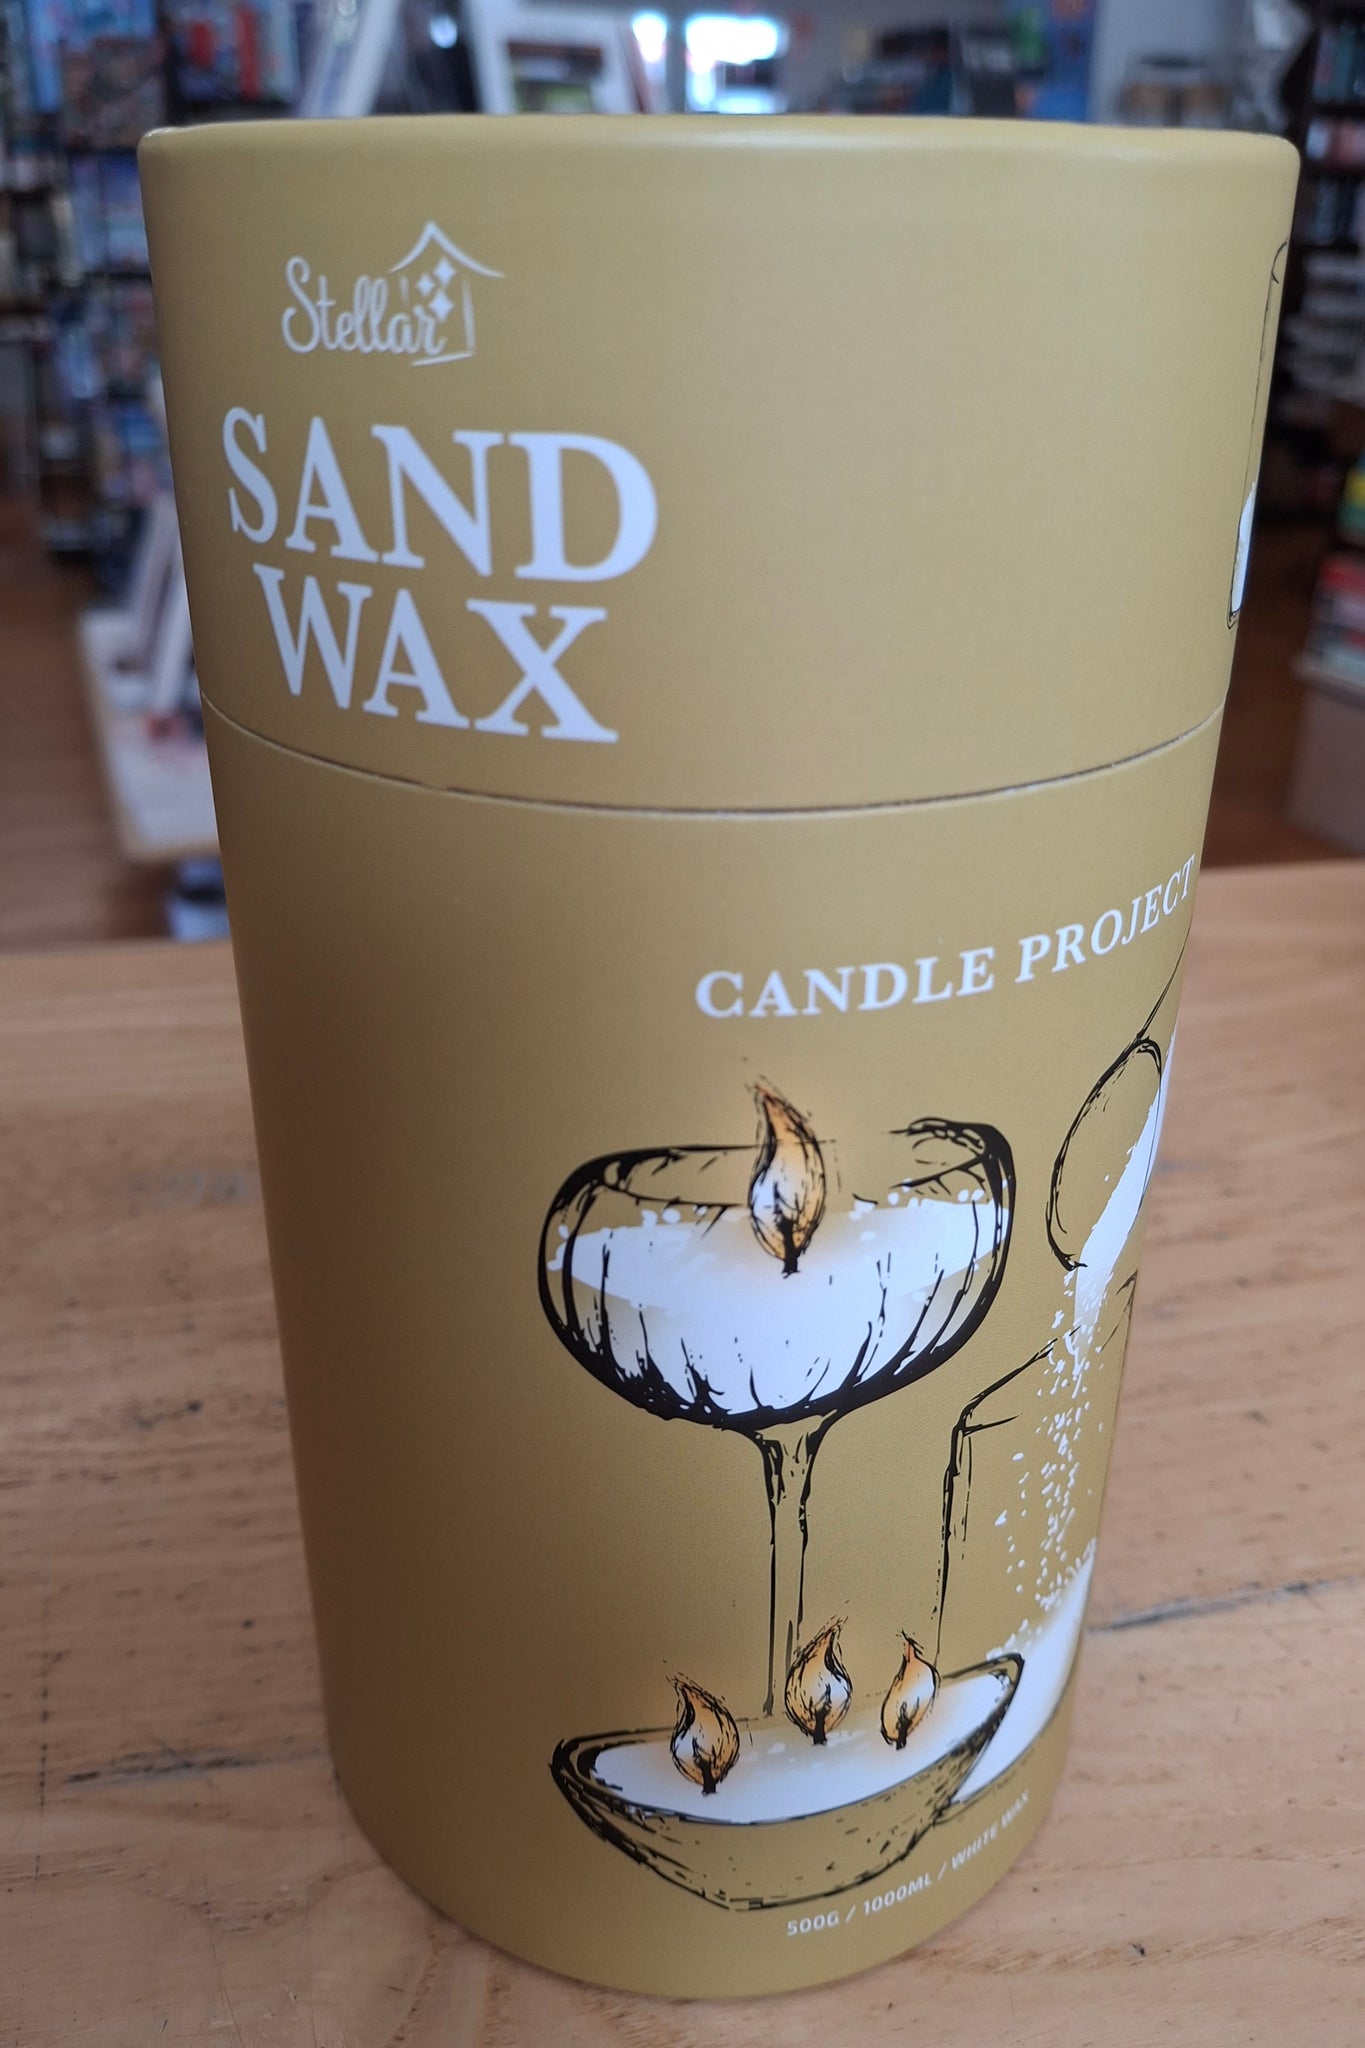 Stellar
SAND
WAX
CANDLE PROJECT
500G / 1000ML / WHITE WAX